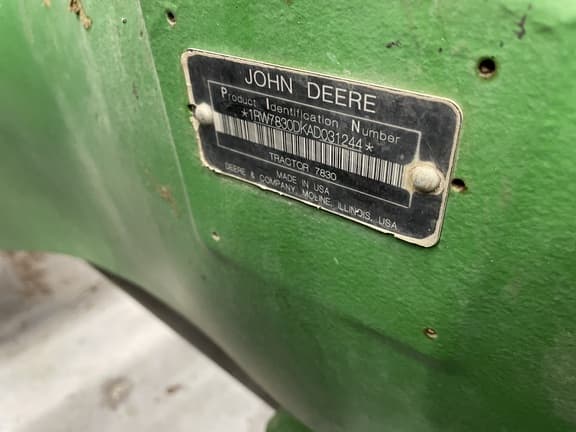 JOHN DEERE
Product Identification Number
*1RW7830DKAD031244*
TRACTOR 7830
MADE IN USA
DEERE & COMPANY, MOLINE, ILLINOIS, USA